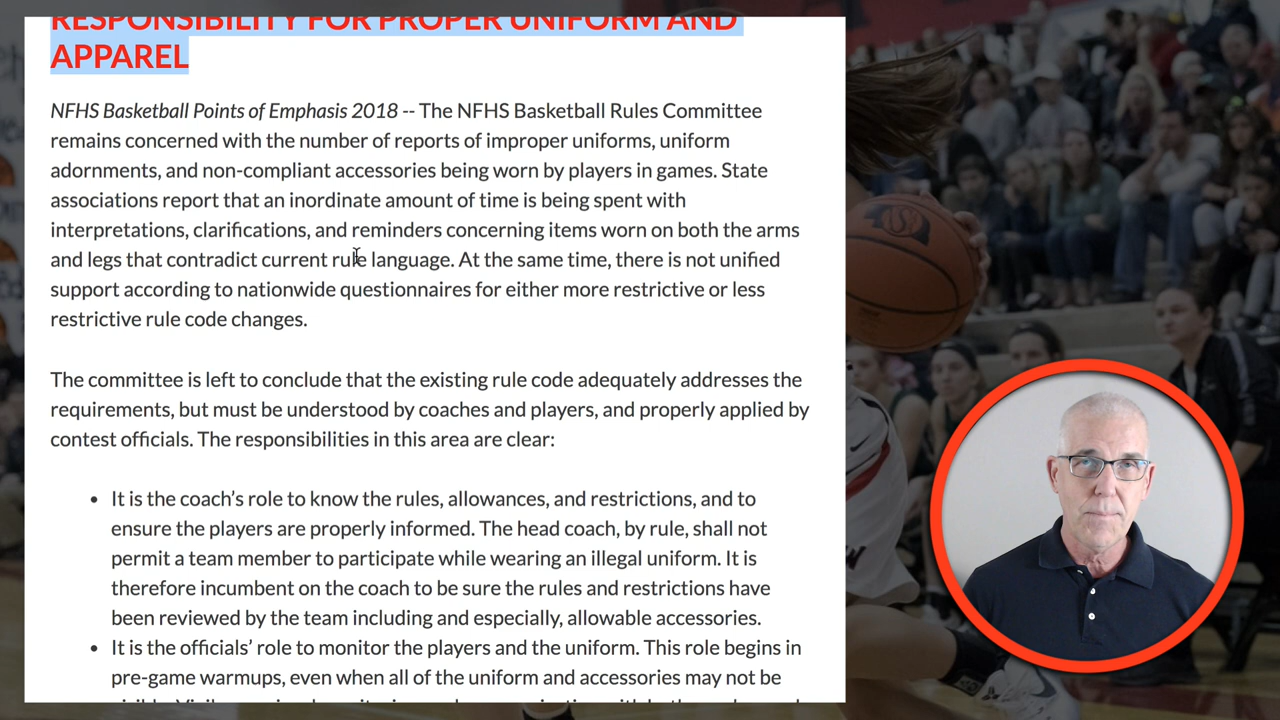 RESPONSIBILITY FOR PROPER UNIFORM AND
APPAREL
NFHS Basketball Points of Emphasis 2018 -- The NFHS Basketball Rules Committee
remains concerned with the number of reports of improper uniforms, uniform
adornments, and non-compliant accessories being worn by players in games. State
associations report that an inordinate amount of time is being spent with
interpretations, clarifications, and reminders concerning items worn on both the arms
and legs that contradict current rule language. At the same time, there is not unified
support according to nationwide questionnaires for either more restrictive or less
restrictive rule code changes.
The committee is left to conclude that the existing rule code adequately addresses the
requirements, but must be understood by coaches and players, and properly applied by
contest officials. The responsibilities in this area are clear:
• It is the coach’s role to know the rules, allowances, and restrictions, and to
ensure the players are properly informed. The head coach, by rule, shall not
permit a team member to participate while wearing an illegal uniform. It is
therefore incumbent on the coach to be sure the rules and restrictions have
been reviewed by the team including and especially, allowable accessories.
• It is the officials’ role to monitor the players and the uniform. This role begins in
pre-game warmups, even when all of the uniform and accessories may not be